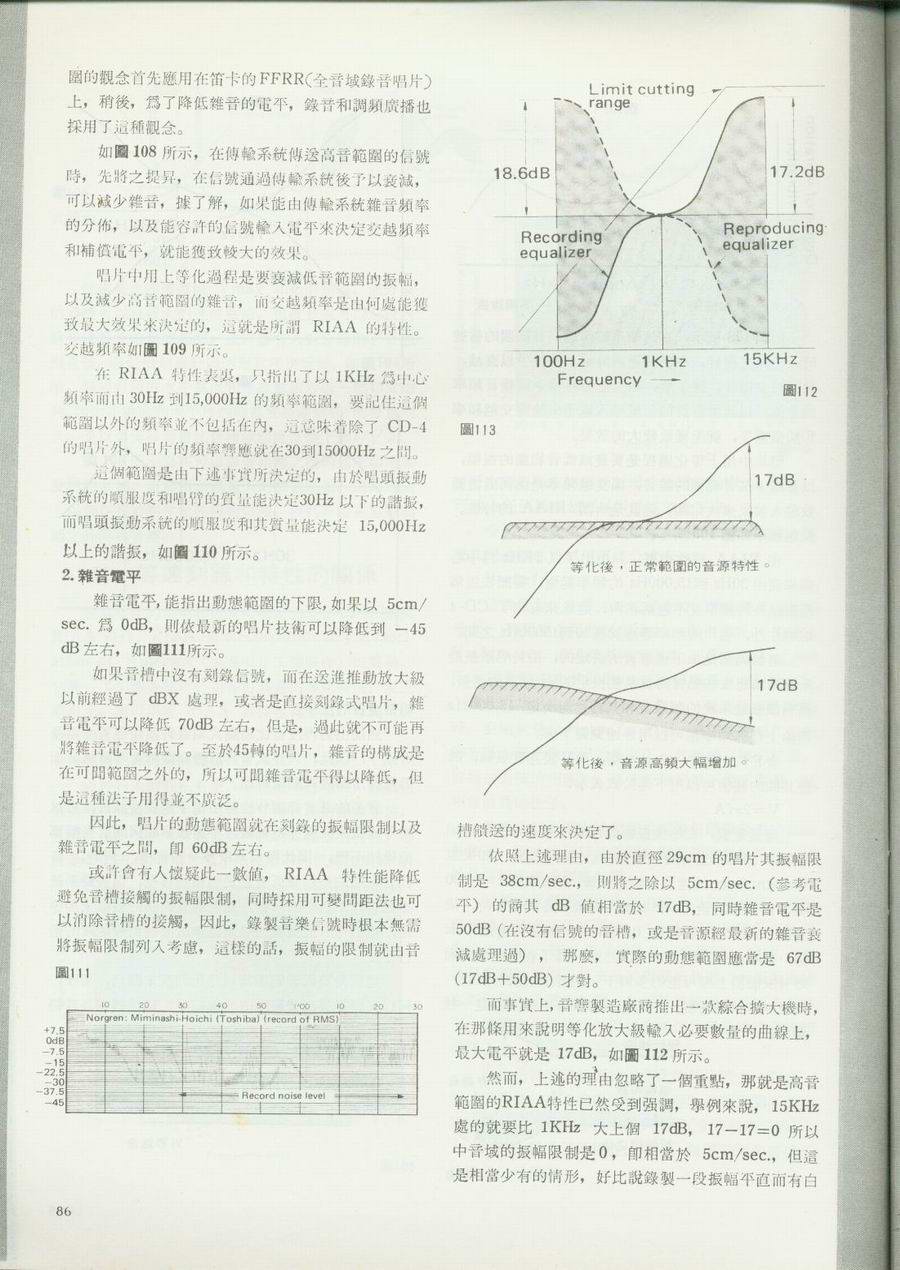 圍的觀念首先應用在笛卡的FFRR(全音域錄音唱片)
上，稍後，爲了降低雜音的電平，錄音和調頻廣播也
採用了這種觀念。
如圖 108 所示，在傳輸系統傳送高音範圍的信號
時，先將之提昇，在信號通過傳輸系統後予以衰減，
可以減少雜音，據了解，如果能由傳輸系統雜音頻率
的分佈，以及能容許的信號輸入電平來決定交越頻率
和補償電平，就能獲致較大的效果。
唱片中用上等化過程是要衰減低音範圍的振幅，
以及減少高音範圍的雜音，而交越頻率是由何處能獲
致最大效果來決定的，這就是所謂 RIAA 的特性。
交越頻率如圖 109 所示。
在 RIAA 特性表裏，只指出了以 1KHz 爲中心
頻率而由 30Hz 到15,000Hz 的頻率範圍，要記住這個
範圍以外的頻率並不包括在內，這意味着除了 CD-4
的唱片外，唱片的頻率響應就在30到15000Hz 之間。
這個範圍是由下述事實所決定的，由於唱頭振動
系統的順服度和唱臂的質量能決定30Hz 以下的諧振，
而唱頭振動系統的順服度和其質量能決定 15,000Hz
以上的諧振，如圖 110 所示。
2. 雜音電平
雜音電平，能指出動態範圍的下限，如果以 5cm/
sec. 爲 0dB，則依最新的唱片技術可以降低到 −45
dB 左右，如圖111所示。
如果音槽中沒有刻錄信號，而在送進推動放大級
以前經過了 dBX 處理，或者是直接刻錄式唱片，雜
音電平可以降低 70dB 左右，但是，過此就不可能再
將雜音電平降低了。至於45轉的唱片，雜音的構成是
在可聞範圍之外的，所以可聞雜音電平得以降低，但
是這種法子用得並不廣泛。
因此，唱片的動態範圍就在刻錄的振幅限制以及
雜音電平之間，卽 60dB 左右。
或許會有人懷疑此一數値， RIAA 特性能降低
避免音槽接觸的振幅限制，同時採用可變間距法也可
以消除音槽的接觸，因此，錄製音樂信號時根本無需
將振幅限制列入考慮，這樣的話，振幅的限制就由音
圖111
10 20 30 40 50 1'00 10 20 30
Norgren: Miminashi-Hoichi (Toshiba) (record of RMS)
+7.5
0dB
−7.5
−15
−22.5
−30
−37.5
−45
Record noise level
86
Limit cutting
range
18.6dB
17.2dB
Recording
equalizer
Reproducing
equalizer
100Hz 1KHz 15KHz
Frequency
圖112
圖113
17dB
等化後，正常範圍的音源特性。
17dB
等化後，音源高頻大幅增加。
槽饋送的速度來決定了。
依照上述理由，由於直徑 29cm 的唱片其振幅限
制是 38cm/sec.， 則將之除以 5cm/sec. (參考電
平) 的商其 dB 値相當於 17dB， 同時雜音電平是
50dB (在沒有信號的音槽，或是音源經最新的雜音衰
減處理過) ， 那麼， 實際的動態範圍應當是 67dB
(17dB+50dB) 才對。
而事實上，音響製造廠商推出一款綜合擴大機時，
在那條用來說明等化放大級輸入必要數量的曲線上，
最大電平就是 17dB，如圖 112 所示。
然而，上述的理由忽略了一個重點，那就是高音
範圍的RIAA特性已然受到强調，舉例來說， 15KHz
處的就要比 1KHz 大上個 17dB， 17−17=0 所以
中音域的振幅限制是0，卽相當於 5cm/sec.，但這
是相當少有的情形，好比說錄製一段振幅平直而有白